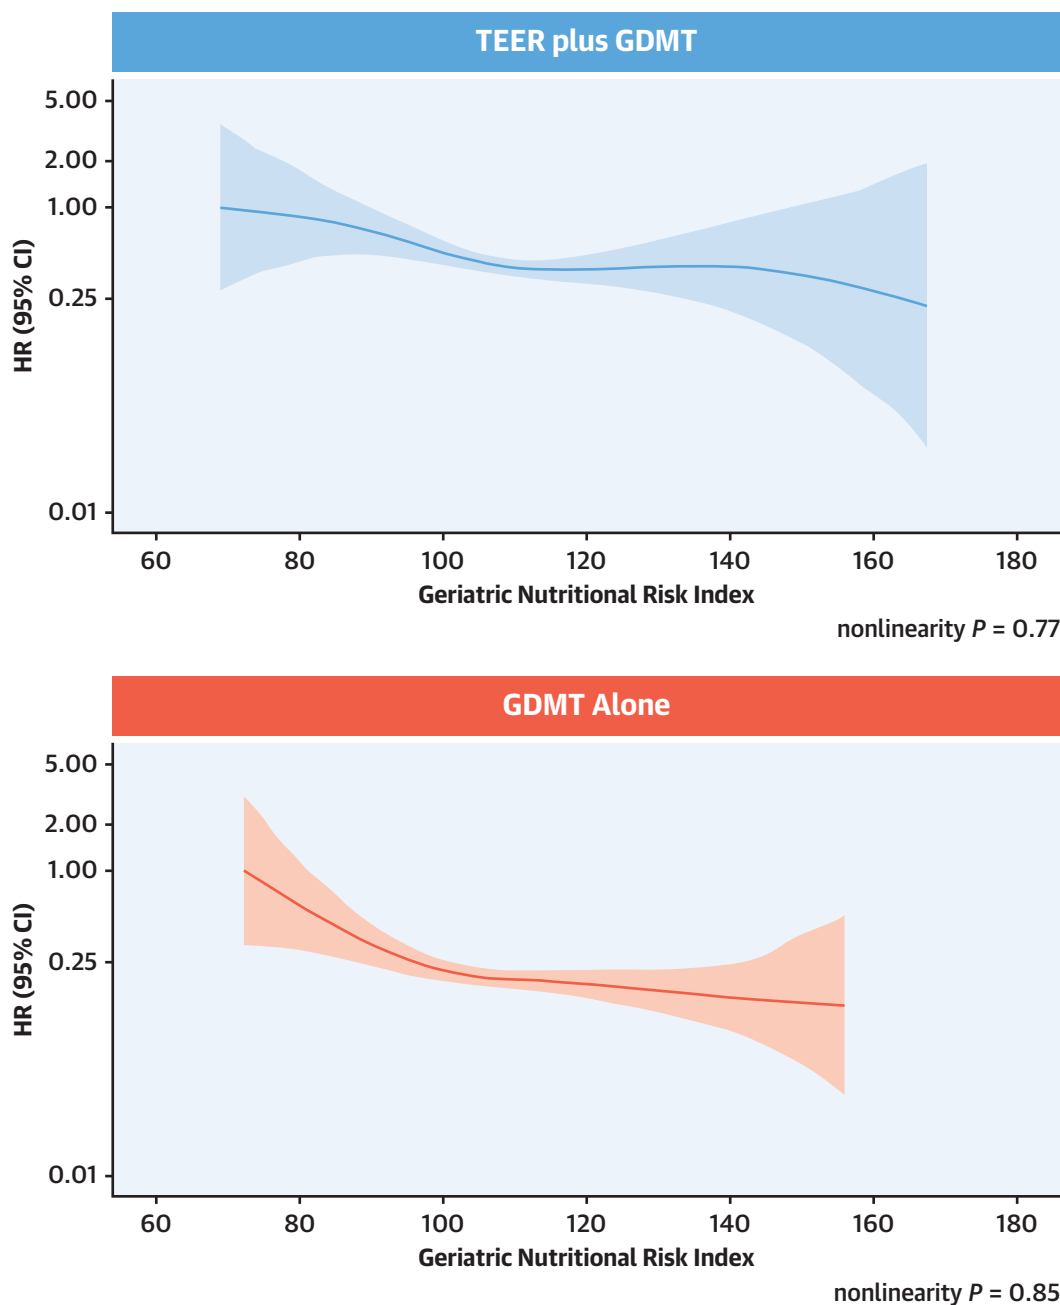 TEER plus GDMT
5.00
2.00
1.00
0.25
0.01
HR (95% CI)
60 80 100 120 140 160 180
Geriatric Nutritional Risk Index
nonlinearity P = 0.77
GDMT Alone
5.00
2.00
1.00
0.25
0.01
HR (95% CI)
60 80 100 120 140 160 180
Geriatric Nutritional Risk Index
nonlinearity P = 0.85